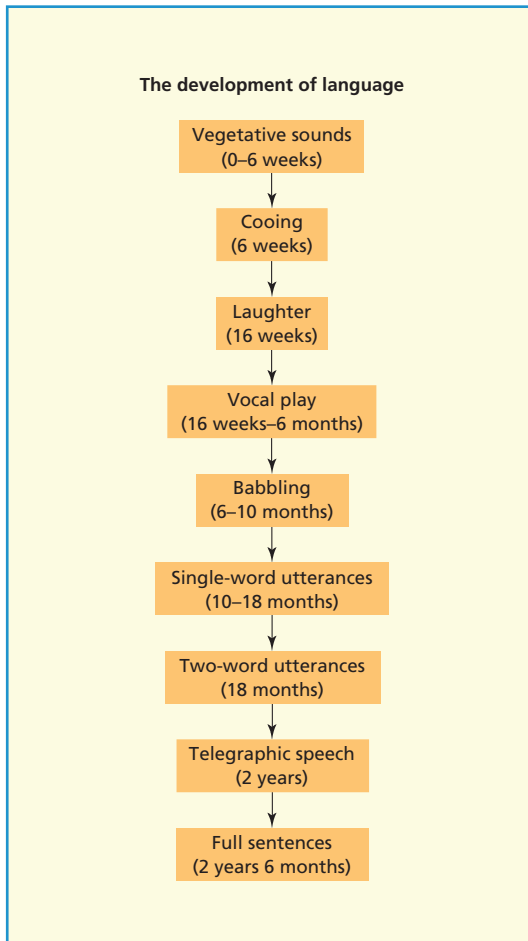 The development of language
Vegetative sounds
(0–6 weeks)
Cooing
(6 weeks)
Laughter
(16 weeks)
Vocal play
(16 weeks–6 months)
Babbling
(6–10 months)
Single-word utterances
(10–18 months)
Two-word utterances
(18 months)
Telegraphic speech
(2 years)
Full sentences
(2 years 6 months)